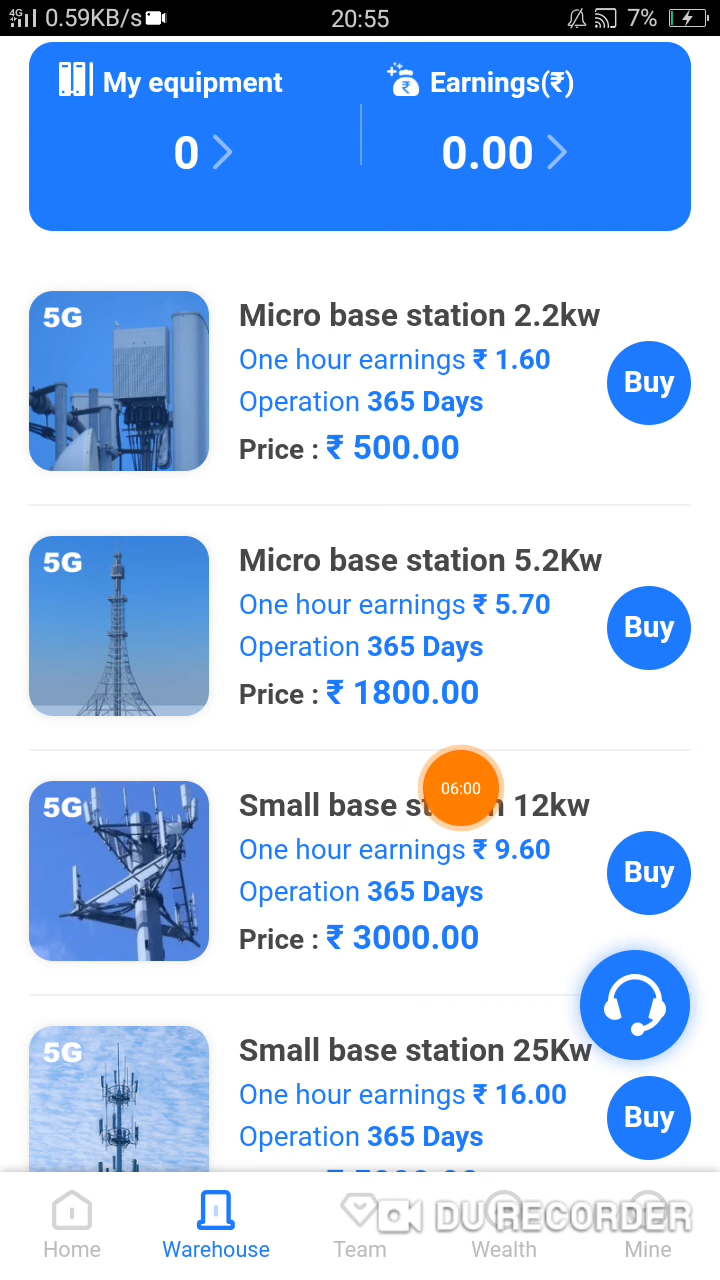 4G 0.59KB/s 20:55 7%
My equipment Earnings(₹)
0 0.00
5G
Micro base station 2.2kw
One hour earnings ₹ 1.60
Operation 365 Days
Price : ₹ 500.00
Buy
5G
Micro base station 5.2Kw
One hour earnings ₹ 5.70
Operation 365 Days
Price : ₹ 1800.00
Buy
06:00
5G
Small base station 12kw
One hour earnings ₹ 9.60
Operation 365 Days
Price : ₹ 3000.00
Buy
5G
Small base station 25Kw
One hour earnings ₹ 16.00
Operation 365 Days
Buy
DU RECORDER
Home Warehouse Team Wealth Mine